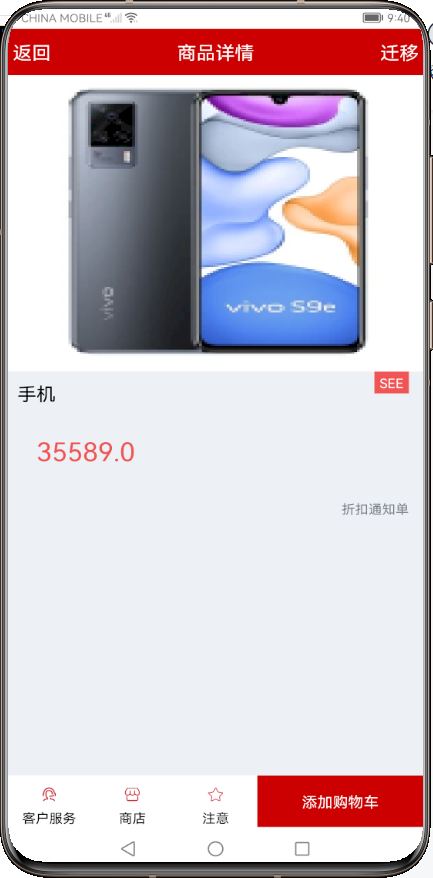 CHINA MOBILE 9:40
返回 商品详情 迁移
vivo
vivo S9e
SEE
手机
35589.0
折扣通知单
客户服务 商店 注意 添加购物车